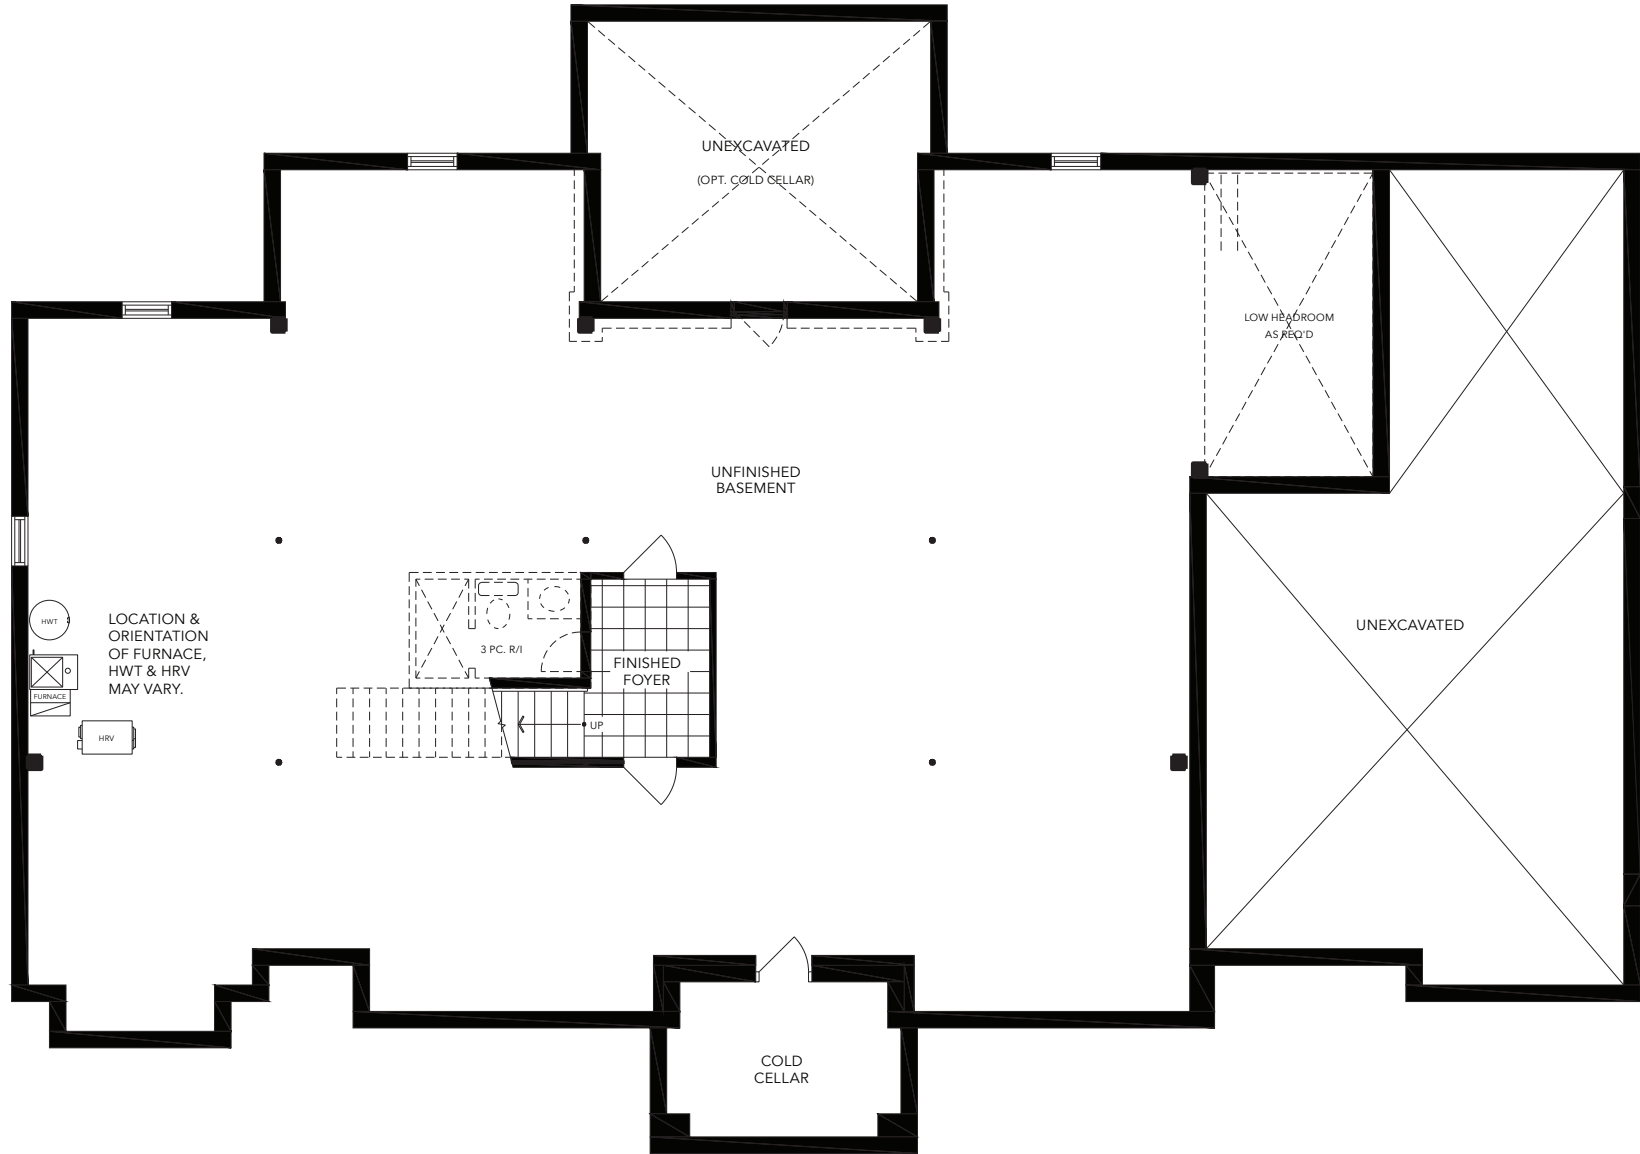 UNEXCAVATED
(OPT. COLD CELLAR)
LOW HEADROOM
AS REQ'D
UNFINISHED
BASEMENT
HWT
LOCATION &
ORIENTATION
OF FURNACE,
HWT & HRV
MAY VARY.
FURNACE
HRV
3 PC. R/I
FINISHED
FOYER
UP
UNEXCAVATED
COLD
CELLAR